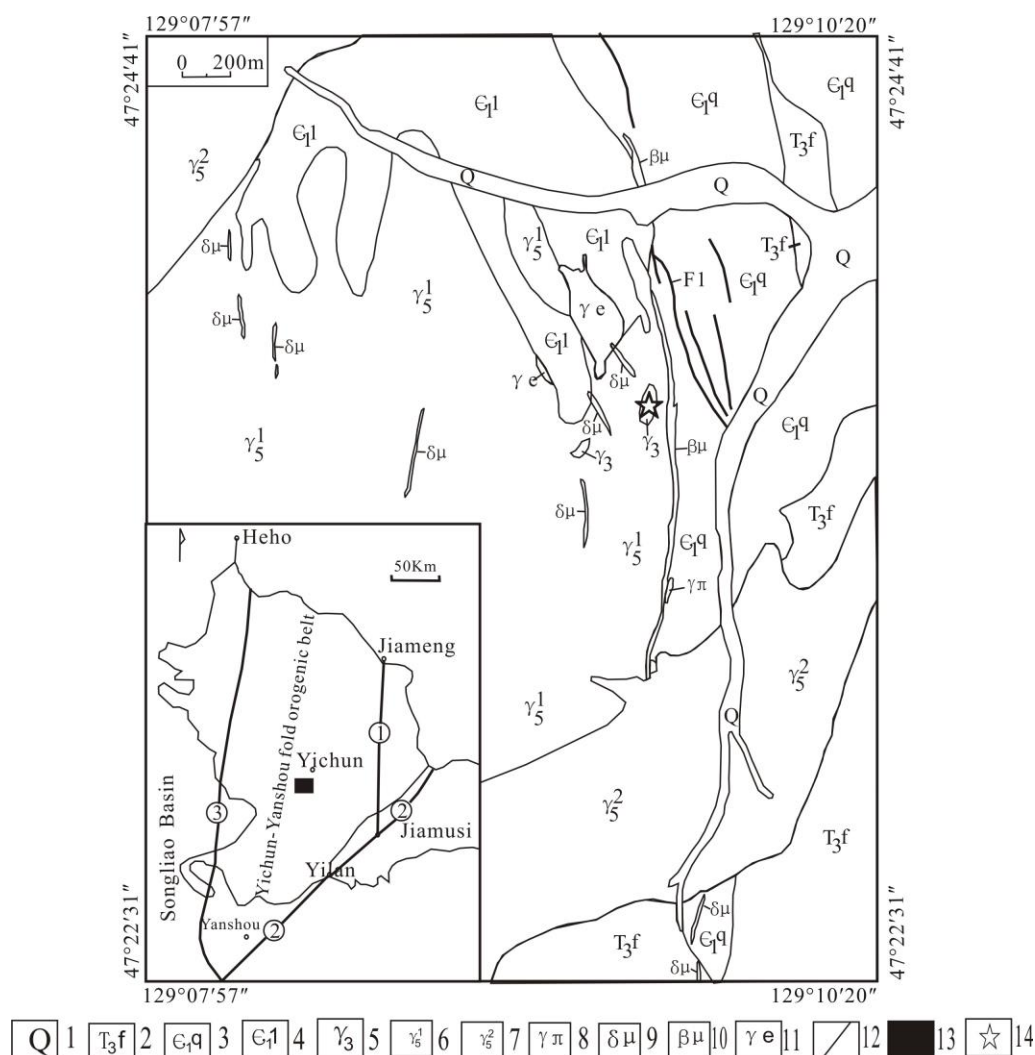 129°07′57″ 129°10′20″
47°24′41″ 47°24′41″
0 200m
Є₁l Є₁q Є₁q
Є₁l T₃f
γ₅² βμ
Q Q
δμ γ₅¹ Є₁l T₃f Q
γ₅¹ F1 Є₁q
γe
δμ δμ Є₁l
γe δμ Q
δμ γ₃ Є₁q
γ₅¹ δμ γ₃ βμ
δμ T₃f
γ₅¹ Є₁q
γπ
γ₅¹ γ₅²
Q
γ₅²
T₃f
δμ
T₃f Є₁q
δμ
Heho
50Km
Yichun-Yanshou fold orogenic belt
Jiameng
①
Yichun
③ ②
Songliao Basin
Jiamusi
Yilan
Yanshou
②
47°22′31″ 47°22′31″
129°07′57″ 129°10′20″
Q 1 T₃f 2 Є₁q 3 Є₁l 4 γ₃ 5 γ₅¹ 6 γ₅² 7 γπ 8 δμ 9 βμ 10 γe 11 12 13 14